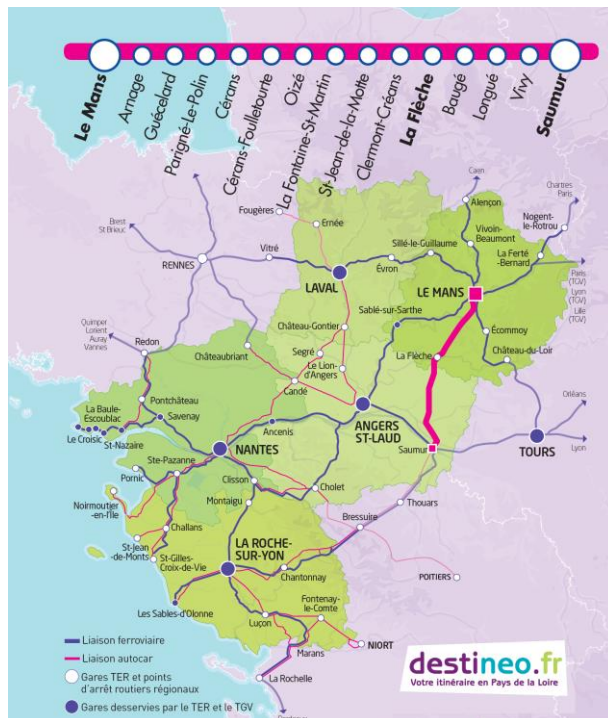 Le Mans
Arnage
Guécelard
Parigné-Le-Polin
Cérans
Cérans-Foulletourte
Oizé
La Fontaine-St-Martin
St-Jean-de-la-Motte
Clermont-Créans
La Flèche
Baugé
Longué
Vivy
Saumur
Caen
Chartres
Paris
Fougères
Ernée
Alençon
Nogent-
le-Rotrou
Brest
St Brieuc
Vivoin-
Beaumont
Sillé-le-Guillaume
La Ferté
-Bernard
RENNES
Vitré
Évron
LAVAL
LE MANS
Paris
(TGV)
Lyon
(TGV)
Lille
(TGV)
Sablé-sur-Sarthe
Quimper
Lorient
Auray
Vannes
Redon
Château-Gontier
Écommoy
Châteaubriant
Segré
Le Lion-
d'Angers
La Flèche
Château-du-Loir
Candé
Orléans
Pontchâteau
La Baule-
Escoublac
Savenay
Ancenis
ANGERS
ST-LAUD
Le Croisic
St-Nazaire
NANTES
Saumur
TOURS
Lyon
Ste-Pazanne
Pornic
Clisson
Cholet
Noirmoutier
-en-l'Île
Montaigu
Thouars
Challans
Bressuire
St-Jean
-de-Monts
St-Gilles-
Croix-de-Vie
LA ROCHE-
SUR-YON
Chantonnay
POITIERS
Les Sables-d'Olonne
Fontenay-
le-Comte
Luçon
Marans
NIORT
La Rochelle
Liaison ferroviaire
Liaison autocar
Gares TER et points
d'arrêt routiers régionaux
Gares desservies par le TER et le TGV
destineo.fr
Votre itinéraire en Pays de la Loire